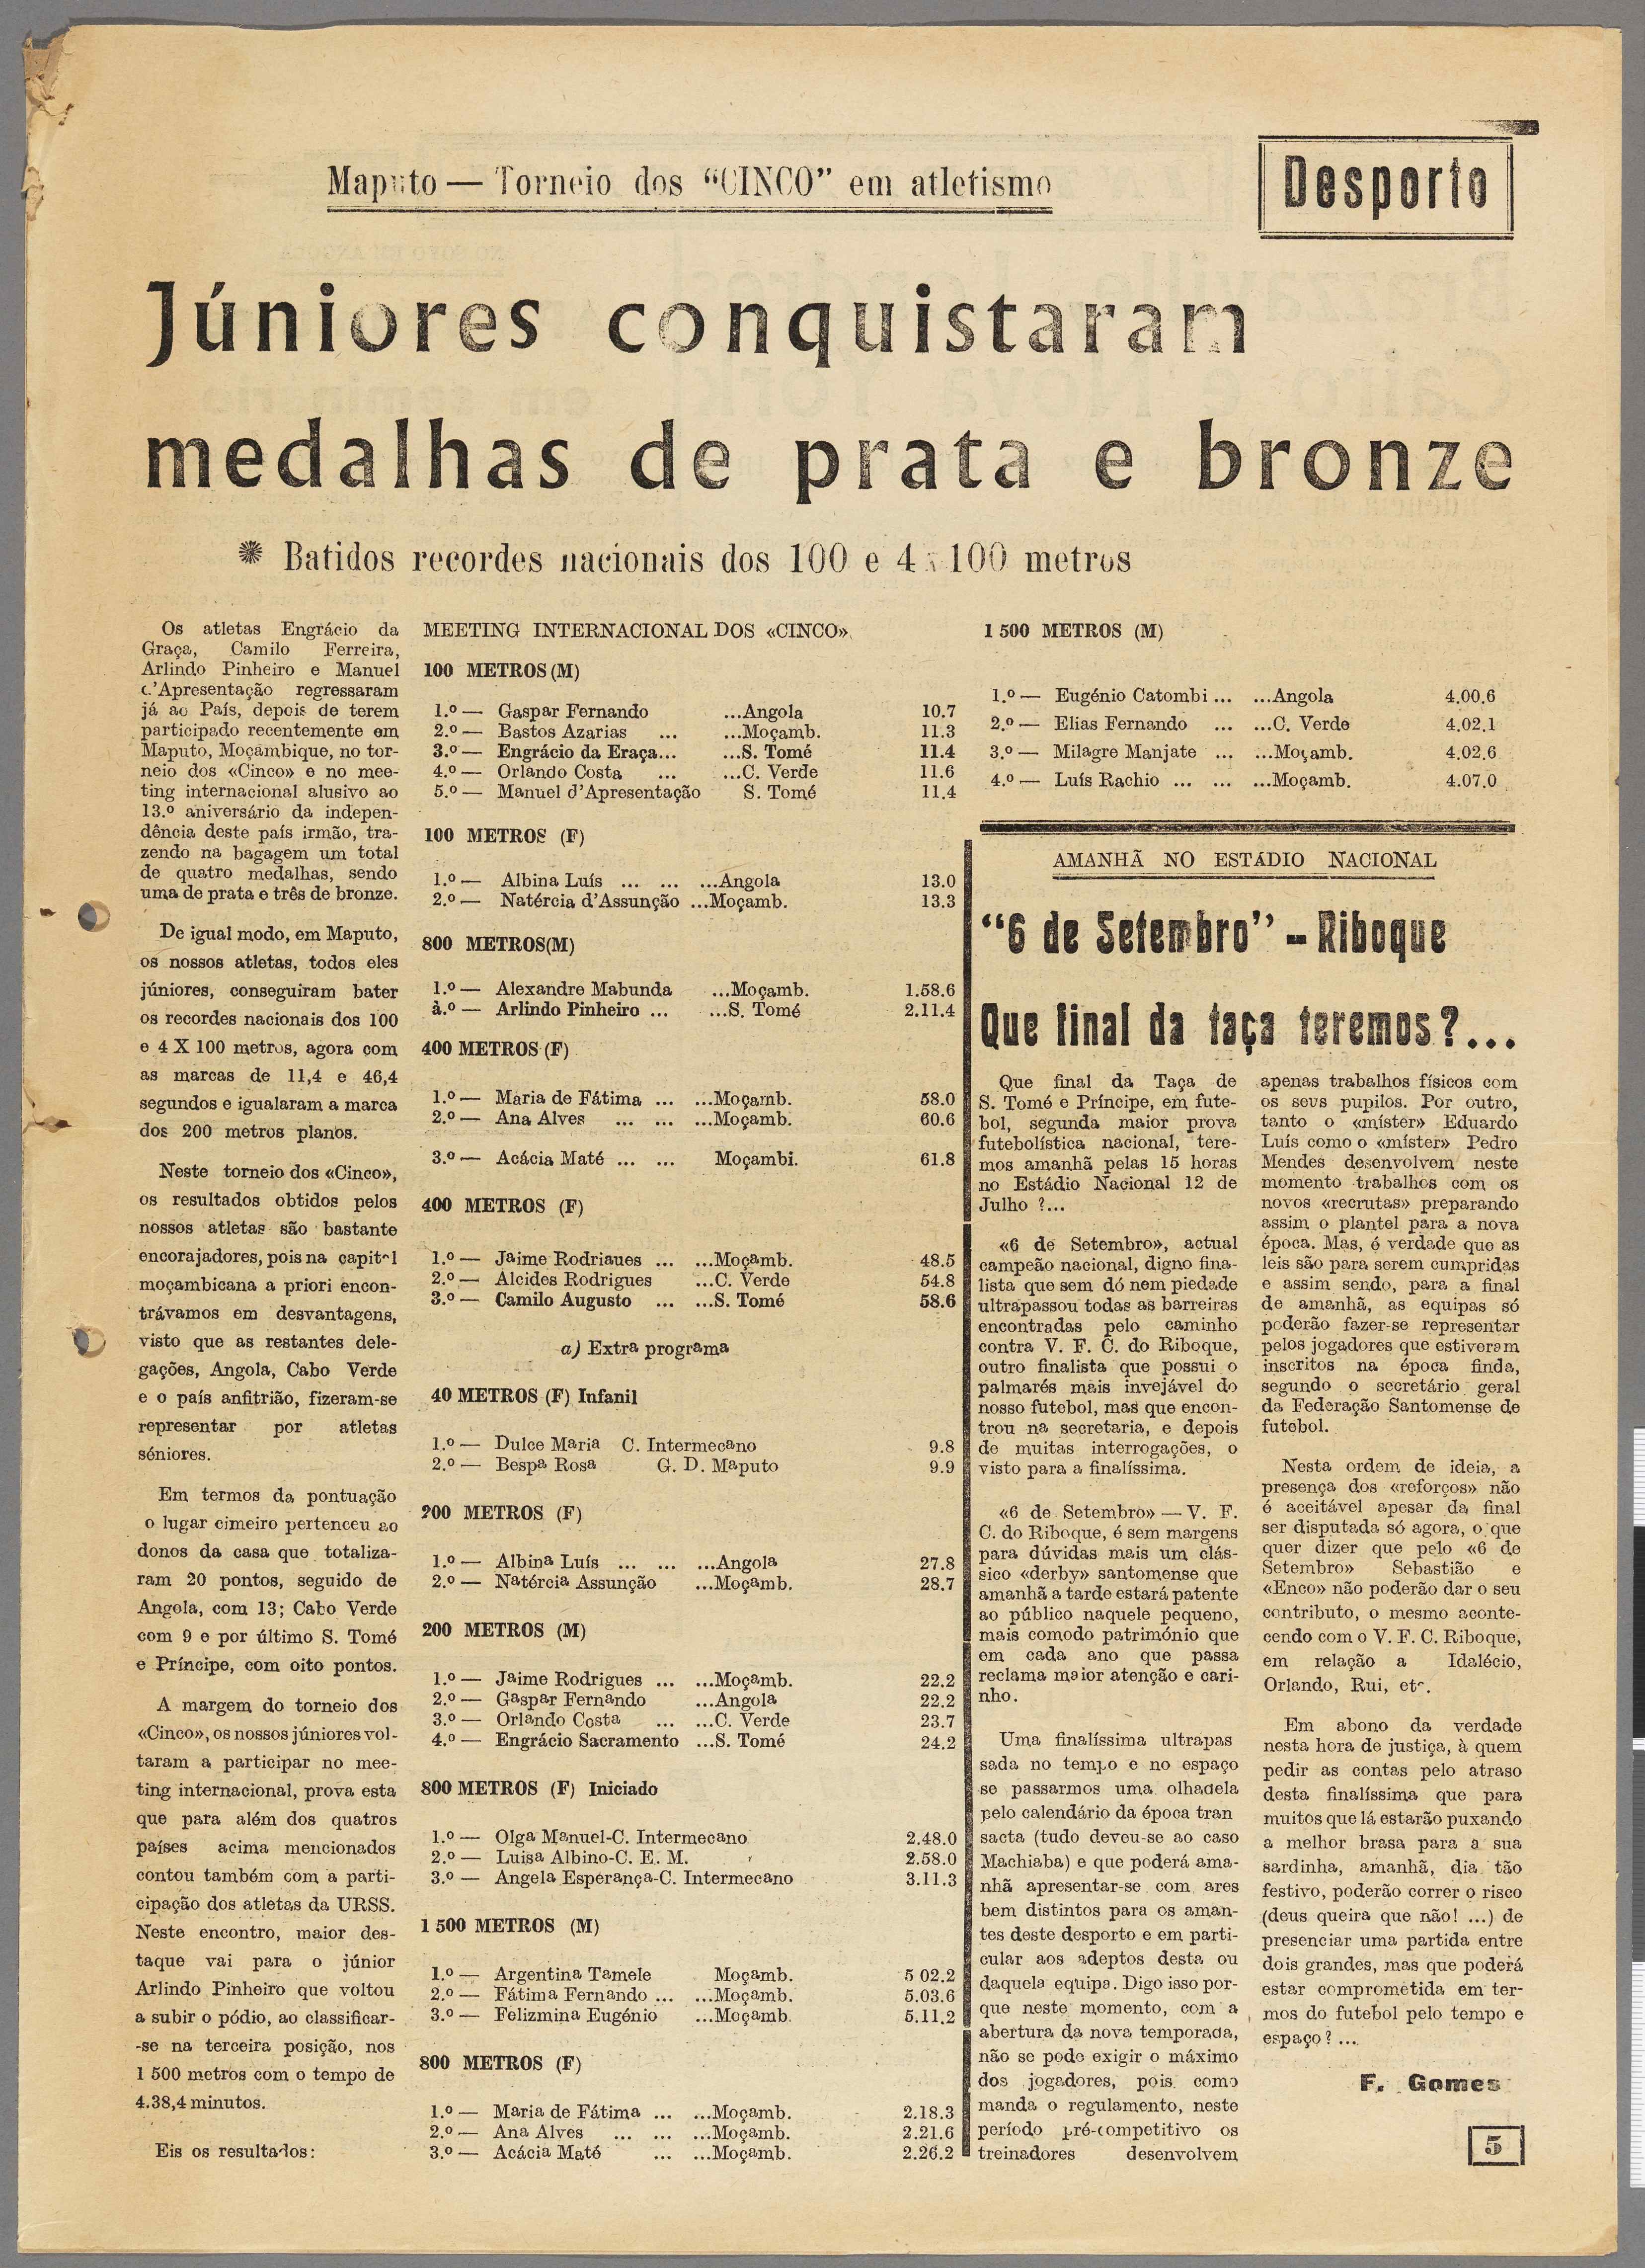 Maputo — Torneio dos “CINCO” em atletismo
Desporto
Júniores conquistaram
medalhas de prata e bronze
Batidos recordes nacionais dos 100 e 4 x 100 metros
Os atletas Engrácio da
Graça, Camilo Ferreira,
Arlindo Pinheiro e Manuel
d'Apresentação regressaram
já ao País, depois de terem
participado recentemente em
Maputo, Moçambique, no tor-
neio dos «Cinco» e no mee-
ting internacional alusivo ao
13.º aniversário da indepen-
dência deste país irmão, tra-
zendo na bagagem um total
de quatro medalhas, sendo
uma de prata e três de bronze.
De igual modo, em Maputo,
os nossos atletas, todos eles
júniores, conseguiram bater
os recordes nacionais dos 100
e 4 X 100 metros, agora com
as marcas de 11,4 e 46,4
segundos e igualaram a marca
dos 200 metros planos.
Neste torneio dos «Cinco»,
os resultados obtidos pelos
nossos atletas são bastante
encorajadores, pois na capital
moçambicana a priori encon-
trávamos em desvantagens,
visto que as restantes dele-
gações, Angola, Cabo Verde
e o país anfitrião, fizeram-se
representar por atletas
séniores.
Em termos da pontuação
o lugar cimeiro pertenceu ao
donos da casa que totaliza-
ram 20 pontos, seguido de
Angola, com 13; Cabo Verde
com 9 e por último S. Tomé
e Príncipe, com oito pontos.
A margem do torneio dos
«Cinco», os nossos júniores vol-
taram a participar no mee-
ting internacional, prova esta
que para além dos quatros
países acima mencionados
contou também com a parti-
cipação dos atletas da URSS.
Neste encontro, maior des-
taque vai para o júnior
Arlindo Pinheiro que voltou
a subir o pódio, ao classificar-
-se na terceira posição, nos
1 500 metros com o tempo de
4.38,4 minutos.
Eis os resultados:
MEETING INTERNACIONAL DOS «CINCO»
100 METROS (M)
1.º — Gaspar Fernando ...Angola 10.7
2.º — Bastos Azarias ... ...Moçamb. 11.3
3.º — Engrácio da Eraça... ...S. Tomé 11.4
4.º — Orlando Costa ... ...C. Verde 11.6
5.º — Manuel d'Apresentação S. Tomé 11.4
100 METROS (F)
1.º — Albina Luís ... ... ...Angola 13.0
2.º — Natércia d'Assunção ...Moçamb. 13.3
800 METROS(M)
1.º — Alexandre Mabunda ...Moçamb. 1.58.6
à.º — Arlindo Pinheiro ... ...S. Tomé 2.11.4
400 METROS (F)
1.º — Maria de Fátima ... ...Moçamb. 58.0
2.º — Ana Alves ... ... ...Moçamb. 60.6
3.º — Acácia Maté ... ... Moçambi. 61.8
400 METROS (F)
1.º — Jaime Rodriaues ... ...Moçamb. 48.5
2.º — Alcides Rodrigues ...C. Verde 54.8
3.º — Camilo Augusto ... ...S. Tomé 58.6
a) Extra programa
40 METROS (F) Infanil
1.º — Dulce Maria C. Intermecano 9.8
2.º — Bespa Rosa G. D. Maputo 9.9
200 METROS (F)
1.º — Albina Luís ... ... ...Angola 27.8
2.º — Natércia Assunção ...Moçamb. 28.7
200 METROS (M)
1.º — Jaime Rodrigues ... ...Moçamb. 22.2
2.º — Gaspar Fernando ...Angola 22.2
3.º — Orlando Costa ... ...C. Verde 23.7
4.º — Engrácio Sacramento ...S. Tomé 24.2
800 METROS (F) Iniciado
1.º — Olga Manuel-C. Intermecano 2.48.0
2.º — Luisa Albino-C. E. M. 2.58.0
3.º — Angela Esperança-C. Intermecano 3.11.3
1 500 METROS (M)
1.º — Argentina Tamele Moçamb. 5 02.2
2.º — Fátima Fernando ... ...Moçamb. 5.03.6
3.º — Felizmina Eugénio ...Moçamb. 5.11.2
800 METROS (F)
1.º — Maria de Fátima ... ...Moçamb. 2.18.3
2.º — Ana Alves ... ... ...Moçamb. 2.21.6
3.º — Acácia Maté ... ...Moçamb. 2.26.2
1 500 METROS (M)
1.º — Eugénio Catombi ... ...Angola 4.00.6
2.º — Elias Fernando ... ...C. Verde 4.02.1
3.º — Milagre Manjate ... ...Moçamb. 4.02.6
4.º — Luís Rachio ... ... ...Moçamb. 4.07.0
AMANHÃ NO ESTÁDIO NACIONAL
“6 de Setembro” - Riboque
Que final da taça teremos?...
Que final da Taça de
S. Tomé e Príncipe, em fute-
bol, segunda maior prova
futebolística nacional, tere-
mos amanhã pelas 15 horas
no Estádio Nacional 12 de
Julho ?...
«6 de Setembro», actual
campeão nacional, digno fina-
lista que sem dó nem piedade
ultrapassou todas as barreiras
encontradas pelo caminho
contra V. F. C. do Riboque,
outro finalista que possui o
palmarés mais invejável do
nosso futebol, mas que encon-
trou na secretaria, e depois
de muitas interrogações, o
visto para a finalíssima.
«6 de Setembro» — V. F.
C. do Riboque, é sem margens
para dúvidas mais um clás-
sico «derby» santomense que
amanhã a tarde estará patente
ao público naquele pequeno,
mais comodo património que
em cada ano que passa
reclama maior atenção e cari-
nho.
Uma finalíssima ultrapas
sada no tempo e no espaço
se passarmos uma olhadela
pelo calendário da época tran
sacta (tudo deveu-se ao caso
Machiaba) e que poderá ama-
nhã apresentar-se com ares
bem distintos para os aman-
tes deste desporto e em parti-
cular aos adeptos desta ou
daquela equipa. Digo isso por-
que neste momento, com a
abertura da nova temporada,
não se pode exigir o máximo
dos jogadores, pois como
manda o regulamento, neste
período pré-competitivo os
treinadores desenvolvem
apenas trabalhos físicos com
os seus pupilos. Por outro,
tanto o «míster» Eduardo
Luís como o «míster» Pedro
Mendes desenvolvem neste
momento trabalhos com os
novos «recrutas» preparando
assim o plantel para a nova
época. Mas, é verdade que as
leis são para serem cumpridas
e assim sendo, para a final
de amanhã, as equipas só
poderão fazer-se representar
pelos jogadores que estiveram
inscritos na época finda,
segundo o secretário geral
da Federação Santomense de
futebol.
Nesta ordem de ideia, a
presença dos «reforços» não
é aceitável apesar da final
ser disputada só agora, o que
quer dizer que pelo «6 de
Setembro» Sebastião e
«Enco» não poderão dar o seu
contributo, o mesmo aconte-
cendo com o V. F. C. Riboque,
em relação a Idalécio,
Orlando, Rui, etc.
Em abono da verdade
nesta hora de justiça, à quem
pedir as contas pelo atraso
desta finalíssima que para
muitos que lá estarão puxando
a melhor brasa para a sua
sardinha, amanhã, dia tão
festivo, poderão correr o risco
(deus queira que não! ...) de
presenciar uma partida entre
dois grandes, mas que poderá
estar comprometida em ter-
mos do futebol pelo tempo e
espaço ? ...
F. Gomes
5